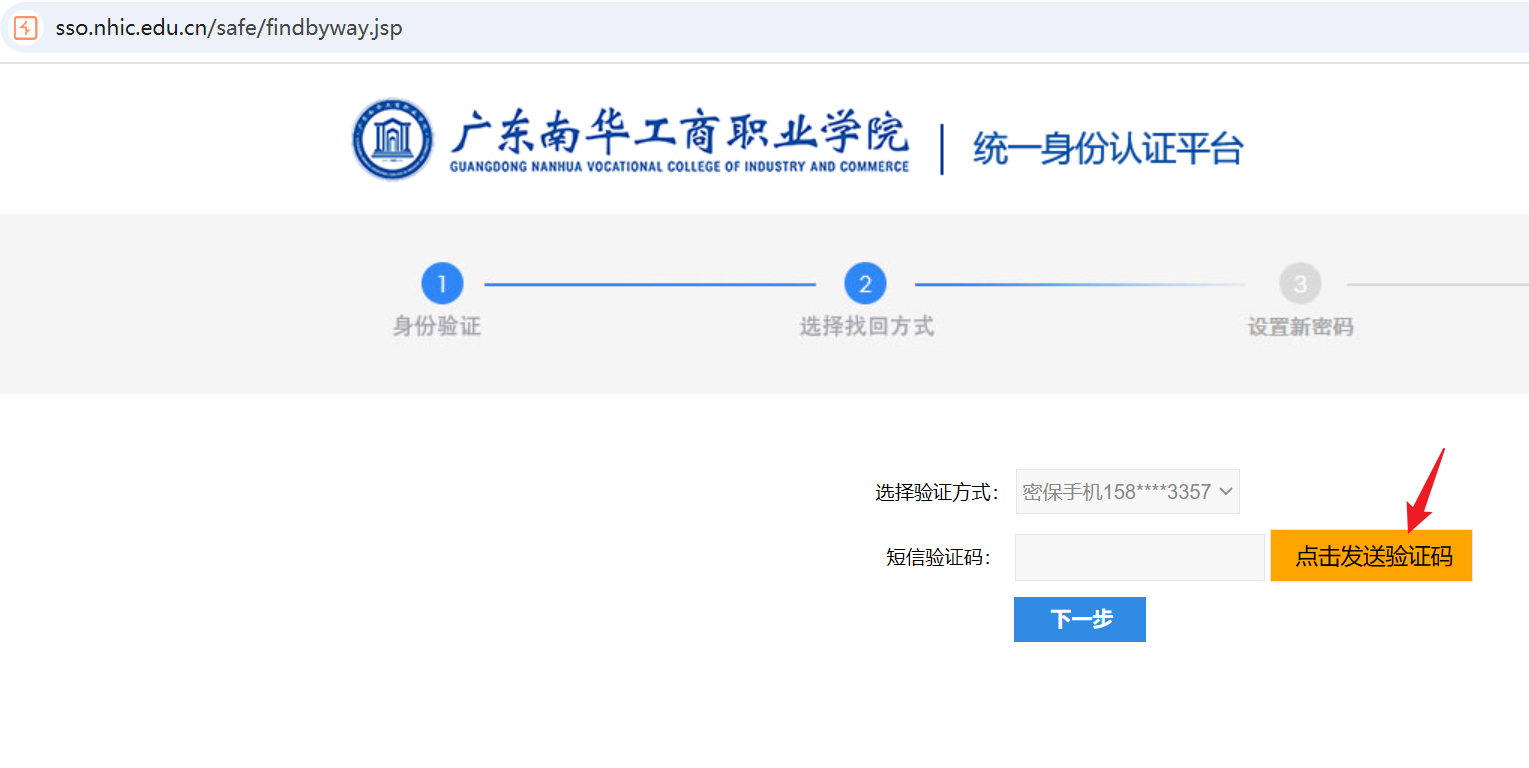 sso.nhic.edu.cn/safe/findbyway.jsp
广东南华工商职业学院
GUANGDONG NANHUA VOCATIONAL COLLEGE OF INDUSTRY AND COMMERCE
统一身份认证平台
1 2 3
身份验证 选择找回方式 设置新密码
选择验证方式: 密保手机158****3357
短信验证码: 点击发送验证码
下一步